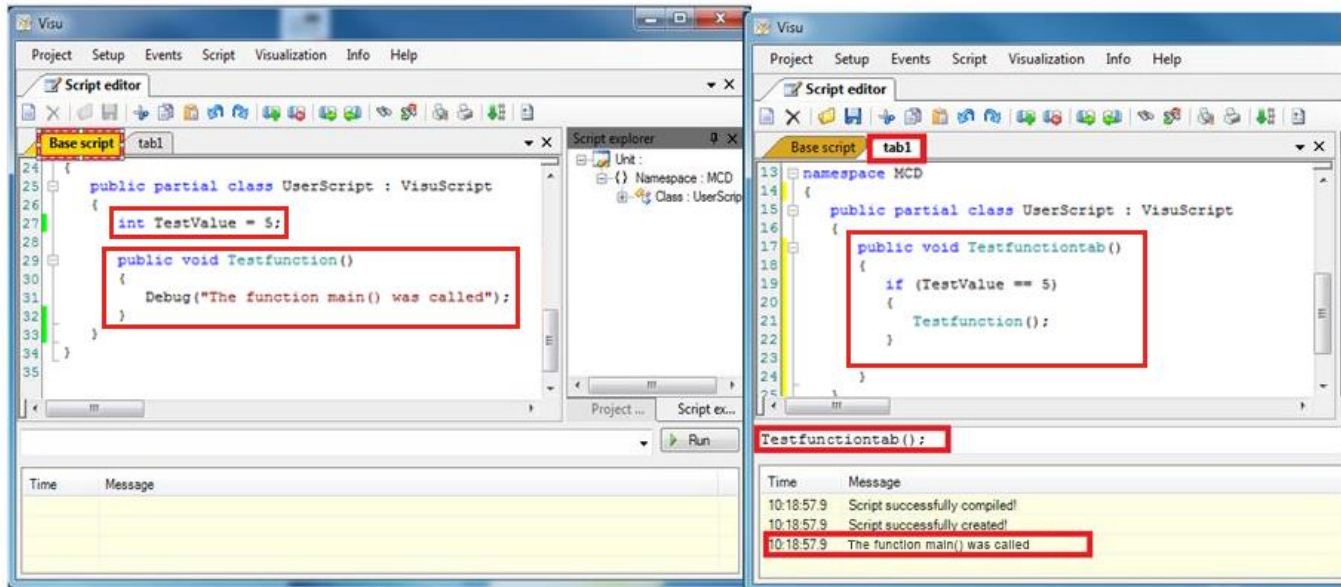 Visu
Project Setup Events Script Visualization Info Help
Script editor
Base script tab1
24 {
25 public partial class UserScript : VisuScript
26 {
27 int TestValue = 5;
28
29 public void Testfunction()
30 {
31 Debug("The function main() was called");
32 }
33 }
34 }
35
Script explorer
Unit :
{} Namespace : MCD
Class : UserScrip
Project ... Script ex...
Run
Time Message
Visu
Project Setup Events Script Visualization Info Help
Script editor
Base script tab1
13 namespace MCD
14 {
15 public partial class UserScript : VisuScript
16 {
17 public void Testfunctiontab()
18 {
19 if (TestValue == 5)
20 {
21 Testfunction();
22 }
23
24 }
25 }
Testfunctiontab();
Time Message
10:18:57.9 Script successfully compiled!
10:18:57.9 Script successfully created!
10:18:57.9 The function main() was called